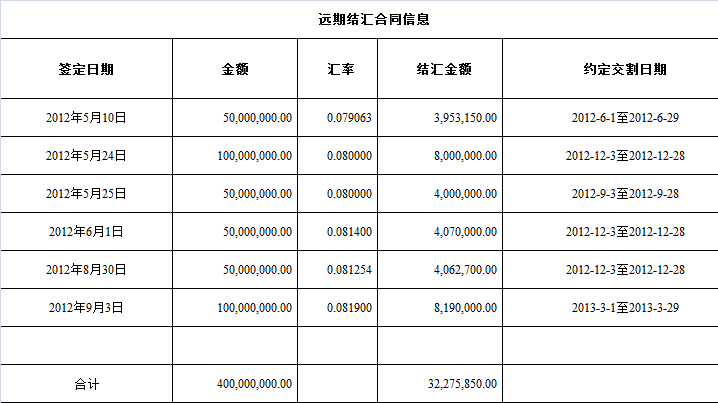 远期结汇合同信息
签定日期 金额 汇率 结汇金额 约定交割日期
2012年5月10日 50,000,000.00 0.079063 3,953,150.00 2012-6-1至2012-6-29
2012年5月24日 100,000,000.00 0.080000 8,000,000.00 2012-12-3至2012-12-28
2012年5月25日 50,000,000.00 0.080000 4,000,000.00 2012-9-3至2012-9-28
2012年6月1日 50,000,000.00 0.081400 4,070,000.00 2012-12-3至2012-12-28
2012年8月30日 50,000,000.00 0.081254 4,062,700.00 2012-12-3至2012-12-28
2012年9月3日 100,000,000.00 0.081900 8,190,000.00 2013-3-1至2013-3-29
合计 400,000,000.00 32,275,850.00